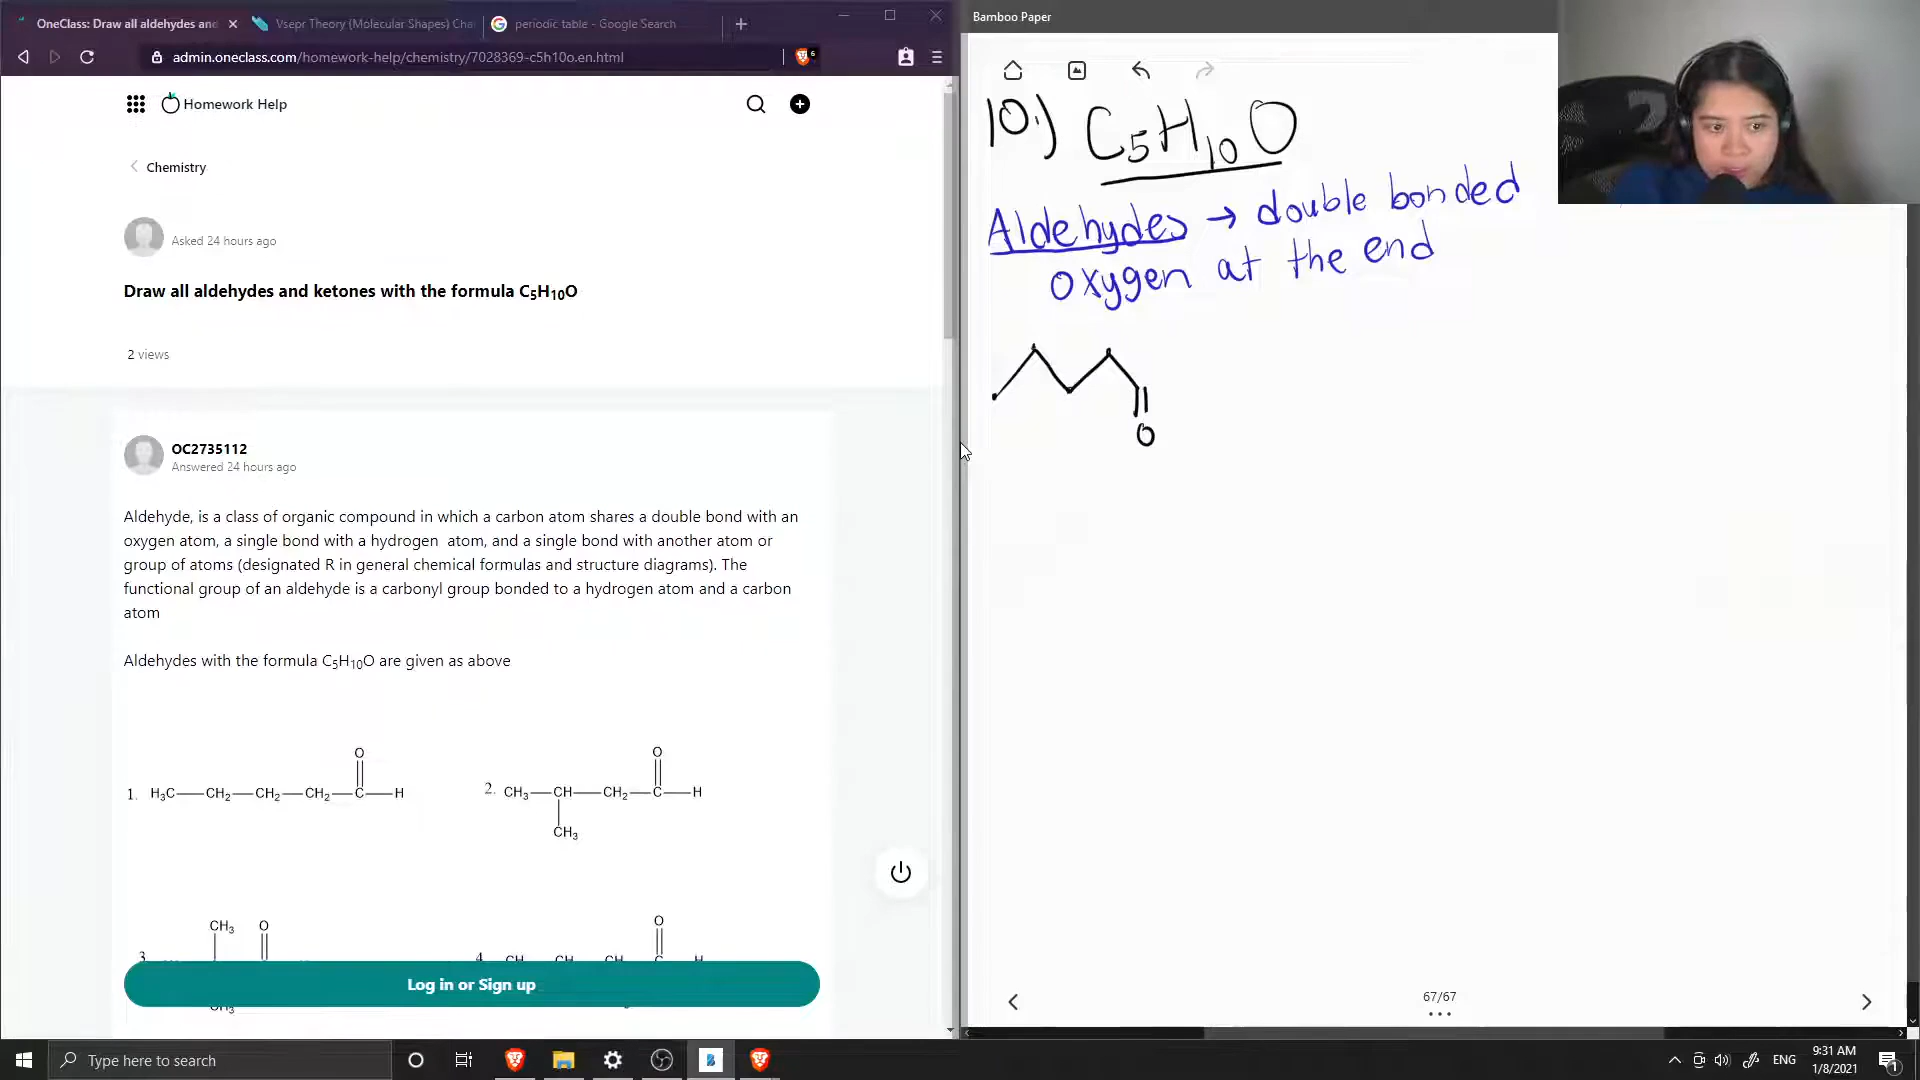 OneClass: Draw all aldehydes and
Vsepr Theory (Molecular Shapes) Cha
periodic table - Google Search
admin.oneclass.com/homework-help/chemistry/7028369-c5h10o.en.html
6
Homework Help
Chemistry
Asked 24 hours ago
Draw all aldehydes and ketones with the formula C₅H₁₀O
2 views
OC2735112
Answered 24 hours ago
Aldehyde, is a class of organic compound in which a carbon atom shares a double bond with an
oxygen atom, a single bond with a hydrogen atom, and a single bond with another atom or
group of atoms (designated R in general chemical formulas and structure diagrams). The
functional group of an aldehyde is a carbonyl group bonded to a hydrogen atom and a carbon
atom
Aldehydes with the formula C₅H₁₀O are given as above
O
1. H₃C—CH₂—CH₂—CH₂—C—H
O
2. CH₃—CH—CH₂—C—H
CH₃
CH₃ O
3.
O
4. CH CH CH C H
CH₃
Log in or Sign up
Bamboo Paper
10.) C₅H₁₀O
Aldehydes → double bonded
oxygen at the end
O
67/67
Type here to search
ENG
9:31 AM
1/8/2021
1